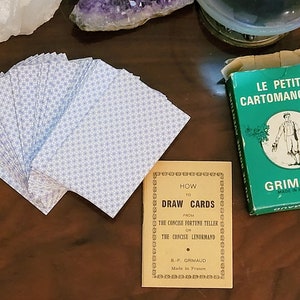 HOW
TO
DRAW CARDS
FROM
THE CONCISE FORTUNE TELLER
OR
THE CONCISE LENORMAND
B.-P. GRIMAUD
Made in France
LE PETIT
CARTOMAN
GRIM